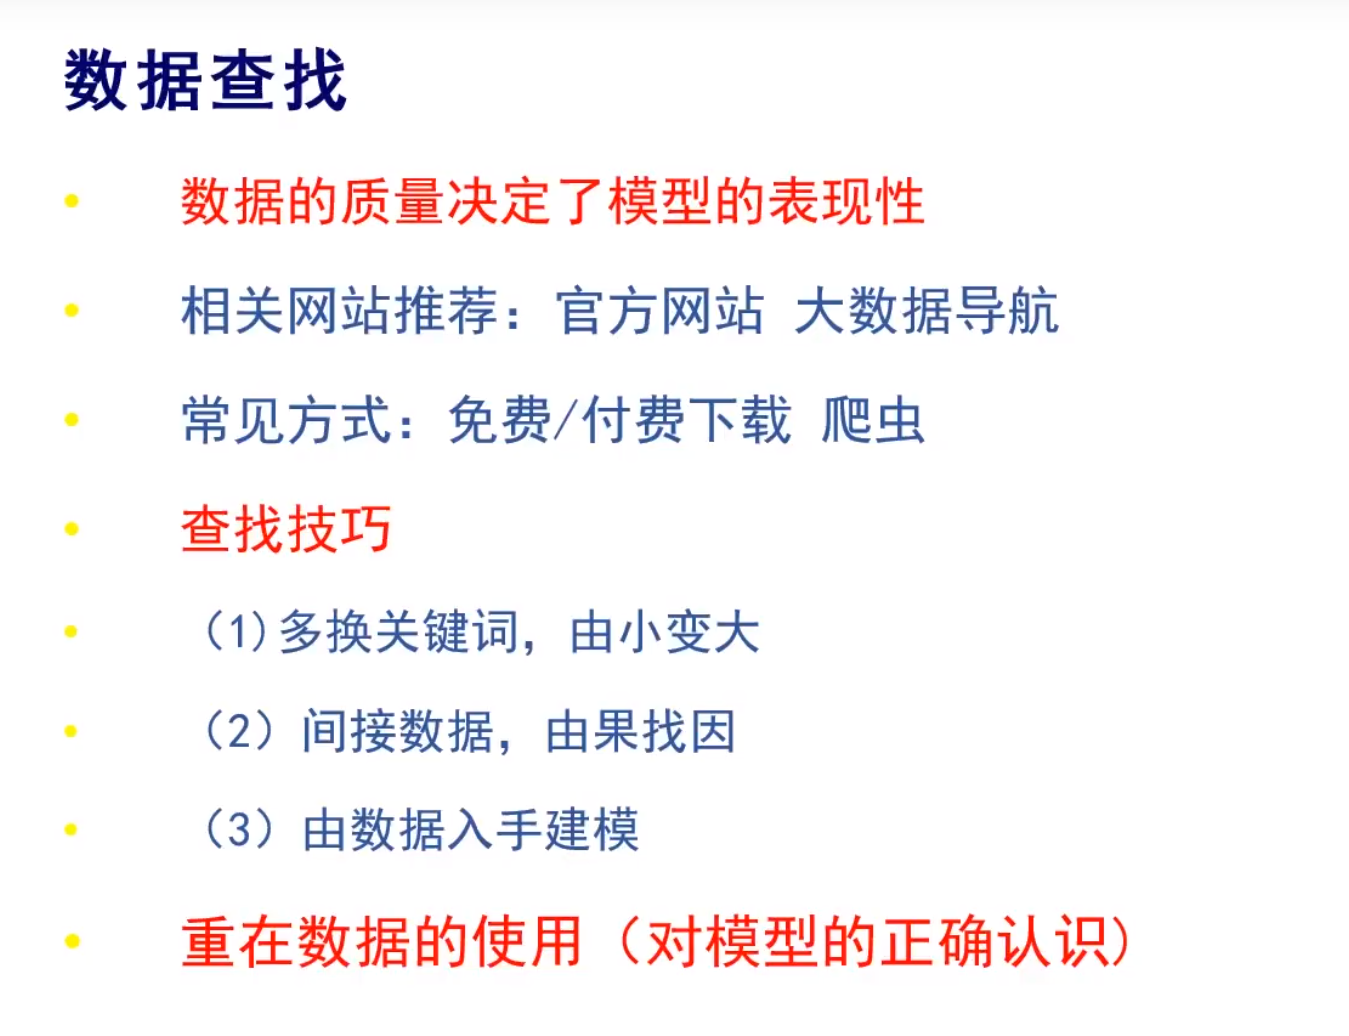 数据查找
数据的质量决定了模型的表现性
相关网站推荐：官方网站 大数据导航
常见方式：免费/付费下载 爬虫
查找技巧
（1)多换关键词，由小变大
（2）间接数据，由果找因
（3）由数据入手建模
重在数据的使用（对模型的正确认识）